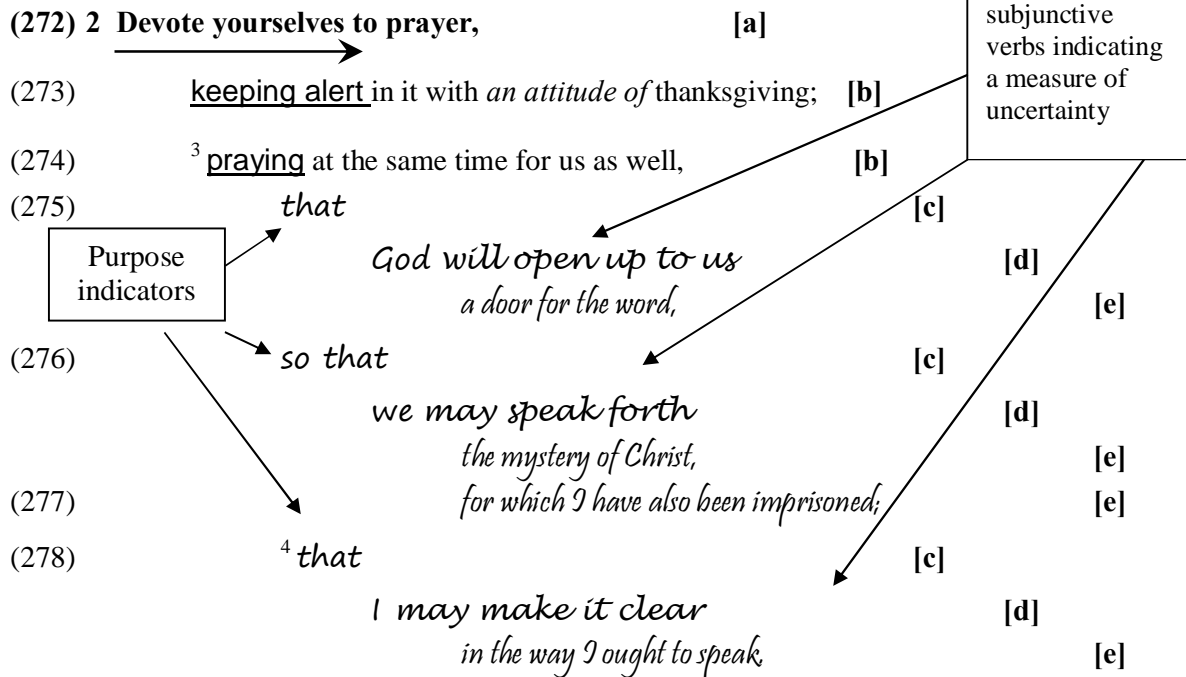 (272) 2 Devote yourselves to prayer, [a]
subjunctive
verbs indicating
a measure of
uncertainty
(273) keeping alert in it with an attitude of thanksgiving; [b]
(274) 3 praying at the same time for us as well, [b]
(275) that [c]
Purpose
indicators
God will open up to us [d]
a door for the word, [e]
(276) so that [c]
we may speak forth [d]
the mystery of Christ, [e]
(277) for which I have also been imprisoned; [e]
(278) 4 that [c]
I may make it clear [d]
in the way I ought to speak. [e]